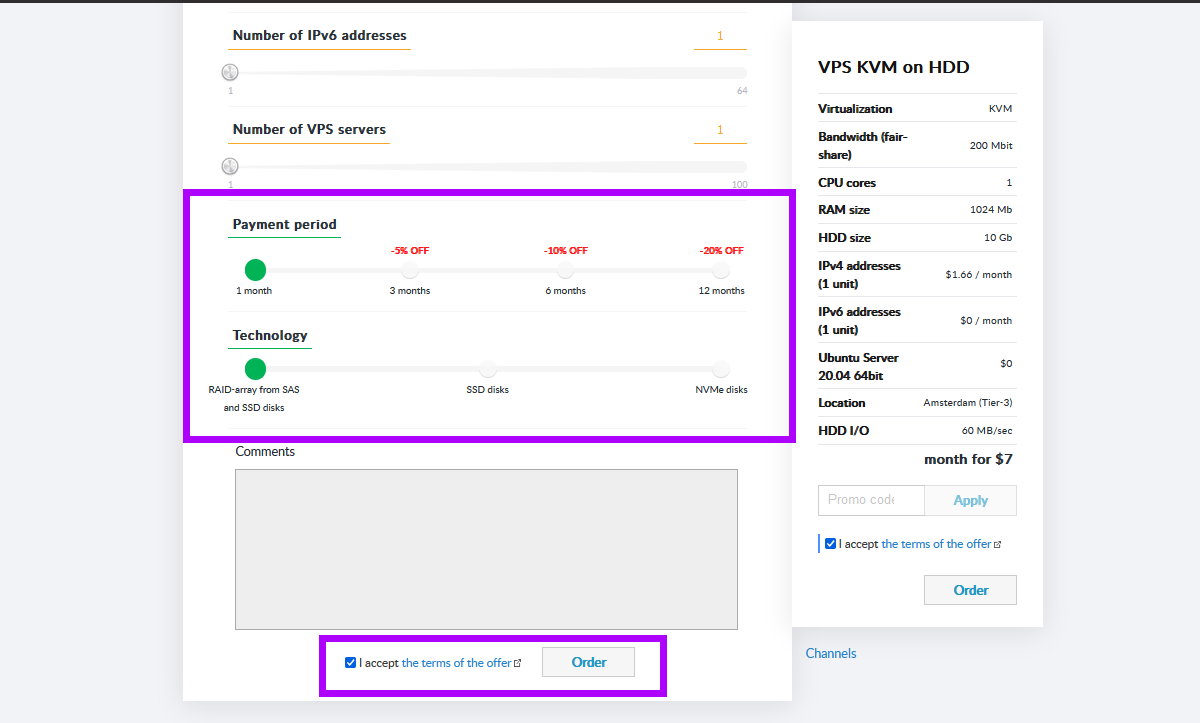 Number of IPv6 addresses
1
1
64
Number of VPS servers
1
1
100
Payment period
-5% OFF
-10% OFF
-20% OFF
1 month
3 months
6 months
12 months
Technology
RAID-array from SAS
and SSD disks
SSD disks
NVMe disks
Comments
I accept the terms of the offer
Order
VPS KVM on HDD
Virtualization
KVM
Bandwidth (fair-
share)
200 Mbit
CPU cores
1
RAM size
1024 Mb
HDD size
10 Gb
IPv4 addresses
(1 unit)
$1.66 / month
IPv6 addresses
(1 unit)
$0 / month
Ubuntu Server
20.04 64bit
$0
Location
Amsterdam (Tier-3)
HDD I/O
60 MB/sec
month for $7
Promo code
Apply
I accept the terms of the offer
Order
Channels